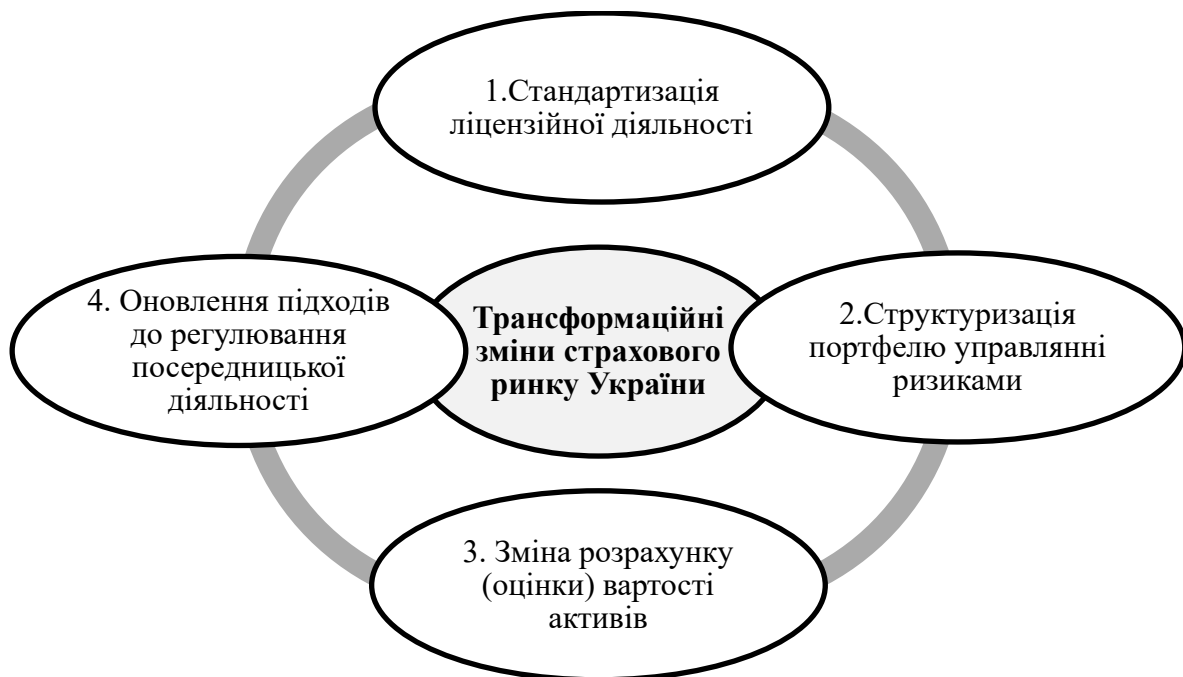 1.Стандартизація
ліцензійної діяльності
4. Оновлення підходів
до регулювання
посередницької
діяльності
Трансформаційні
зміни страхового
ринку України
2.Структуризація
портфелю управлянні
ризиками
3. Зміна розрахунку
(оцінки) вартості
активів